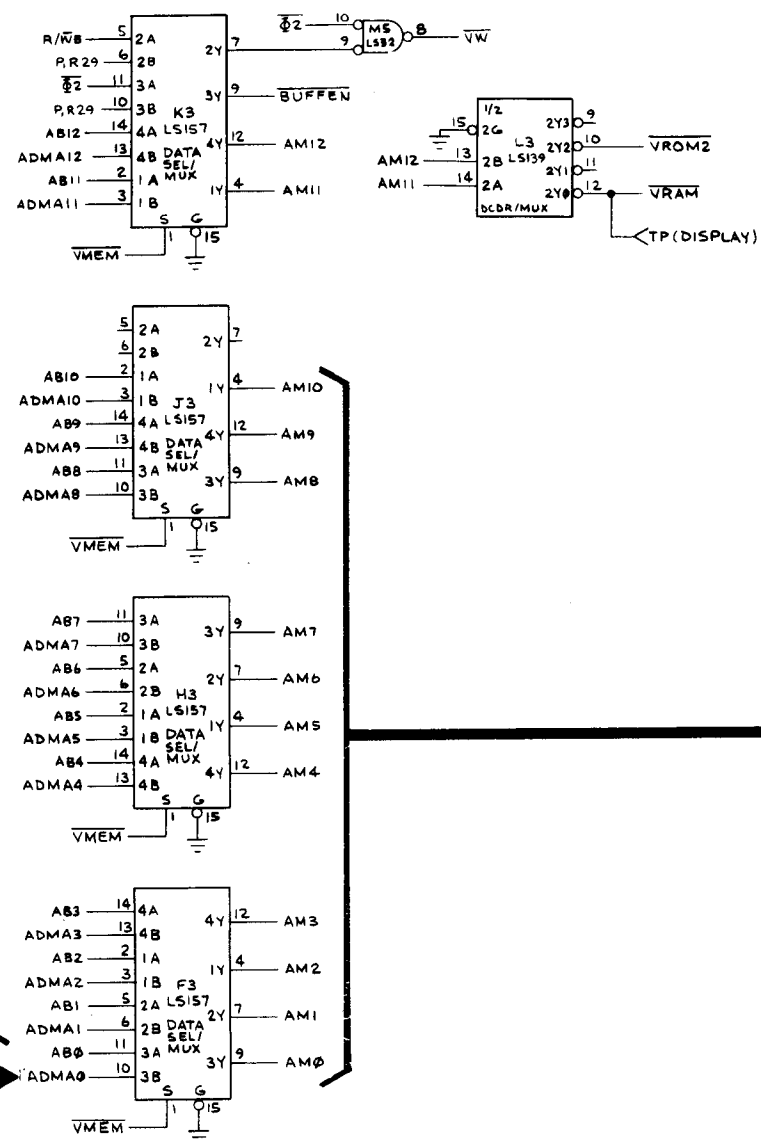 R/W̅B̅ 5 2A
P,R29 6 2B
Φ̅2̅ 11 3A
P,R29 10 3B
AB12 14 4A
ADMA12 13 4B
AB11 2 1A
ADMA11 3 1B
K3
LS157
DATA
SEL/
MUX
2Y 7
3Y 9 BUFFEN
4Y 12 AM12
1Y 4 AM11
S G
1 15
VMEM
Φ2 10
9
M5
LS32
8 VW
1/2
15 2G
L3
LS139
AM12 13 2B
AM11 14 2A
DCDR/MUX
2Y3 9
2Y2 10 VROM2
2Y1 11
2YØ 12 VRAM
TP(DISPLAY)
5 2A
6 2B
AB10 2 1A
ADMA10 3 1B
AB9 14 4A
ADMA9 13 4B
AB8 11 3A
ADMA8 10 3B
J3
LS157
DATA
SEL/
MUX
2Y 7
1Y 4 AM10
4Y 12 AM9
3Y 9 AM8
S G
1 15
VMEM
AB7 11 3A
ADMA7 10 3B
AB6 5 2A
ADMA6 6 2B
AB5 2 1A
ADMA5 3 1B
AB4 14 4A
ADMA4 13 4B
H3
LS157
DATA
SEL/
MUX
3Y 9 AM7
2Y 7 AM6
1Y 4 AM5
4Y 12 AM4
S G
1 15
VMEM
AB3 14 4A
ADMA3 13 4B
AB2 2 1A
ADMA2 3 1B
AB1 5 2A
ADMA1 6 2B
ABØ 11 3A
ADMAØ 10 3B
F3
LS157
DATA
SEL/
MUX
4Y 12 AM3
1Y 4 AM2
2Y 7 AM1
3Y 9 AMØ
S G
1 15
VMEM